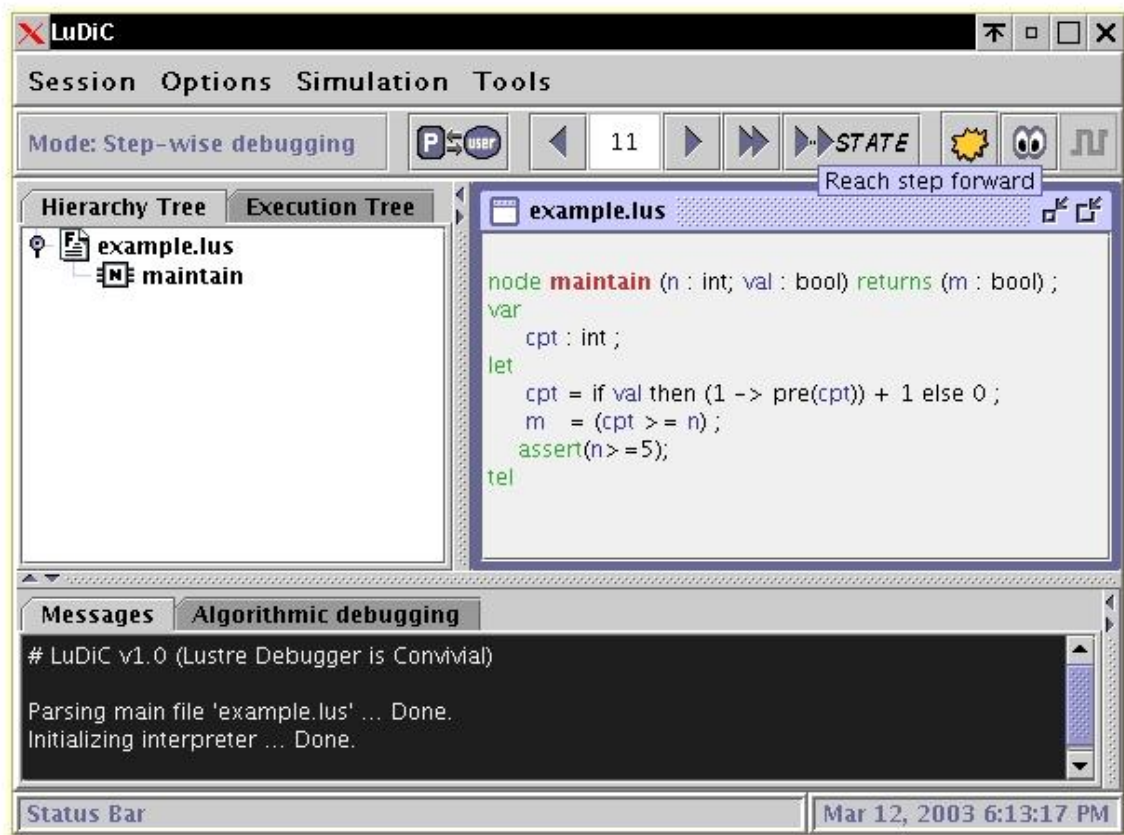 LuDiC
Session Options Simulation Tools
Mode: Step-wise debugging P user 11 STATE
Reach step forward
Hierarchy Tree Execution Tree
example.lus
F
example.lus
N maintain
node maintain (n : int; val : bool) returns (m : bool) ;
var
cpt : int ;
let
cpt = if val then (1 -> pre(cpt)) + 1 else 0 ;
m = (cpt >= n) ;
assert(n>=5);
tel
Messages Algorithmic debugging
# LuDiC v1.0 (Lustre Debugger is Convivial)
Parsing main file 'example.lus' ... Done.
Initializing interpreter ... Done.
Status Bar Mar 12, 2003 6:13:17 PM